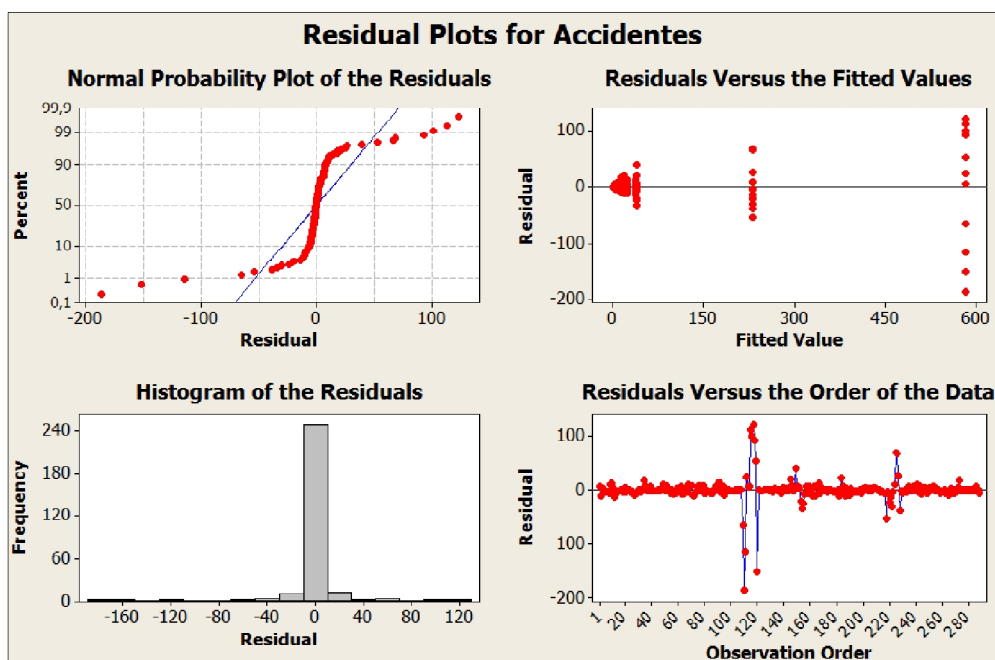 Residual Plots for Accidentes
Normal Probability Plot of the Residuals
99,9
99
90
50
10
1
0,1
Percent
-200 -100 0 100
Residual
Residuals Versus the Fitted Values
100
0
-100
-200
Residual
0 150 300 450 600
Fitted Value
Histogram of the Residuals
240
180
120
60
0
Frequency
-160 -120 -80 -40 0 40 80 120
Residual
Residuals Versus the Order of the Data
100
0
100
-200
Residual
1 20 40 60 80 100 120 140 160 180 200 220 240 260 280
Observation Order